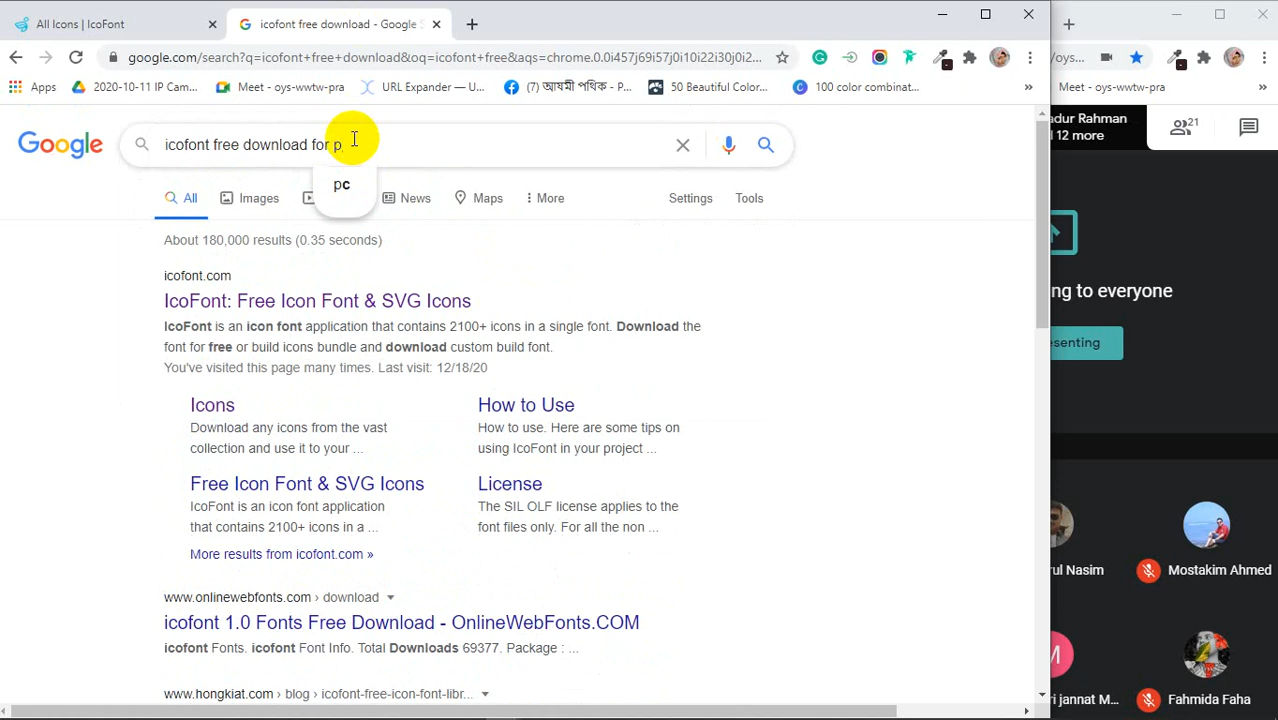 All Icons | IcoFont
icofont free download - Google S
google.com/search?q=icofont+free+download&oq=icofont+free&aqs=chrome.0.0i457j69i57j0i10i22i30j0i2...
Apps
2020-10-11 IP Cam...
Meet - oys-wwtw-pra
URL Expander — U...
(7) আযমী পথিক - P...
50 Beautiful Color...
100 color combinat...
»
/oys...
Meet - oys-wwtw-pra
»
Google
icofont free download for p
pc
All
Images
News
Maps
More
Settings
Tools
About 180,000 results (0.35 seconds)
icofont.com
IcoFont: Free Icon Font & SVG Icons
IcoFont is an icon font application that contains 2100+ icons in a single font. Download the
font for free or build icons bundle and download custom build font.
You've visited this page many times. Last visit: 12/18/20
Icons
Download any icons from the vast
collection and use it to your ...
How to Use
How to use. Here are some tips on
using IcoFont in your project ...
Free Icon Font & SVG Icons
IcoFont is an icon font application
that contains 2100+ icons in a ...
License
The SIL OLF license applies to the
font files only. For all the non ...
More results from icofont.com »
www.onlinewebfonts.com › download
icofont 1.0 Fonts Free Download - OnlineWebFonts.COM
icofont Fonts. icofont Font Info. Total Downloads 69377. Package : ...
www.hongkiat.com › blog › icofont-free-icon-font-libr...
adur Rahman
12 more
21
ng to everyone
esenting
rul Nasim
Mostakim Ahmed
M
ri jannat M...
Fahmida Faha